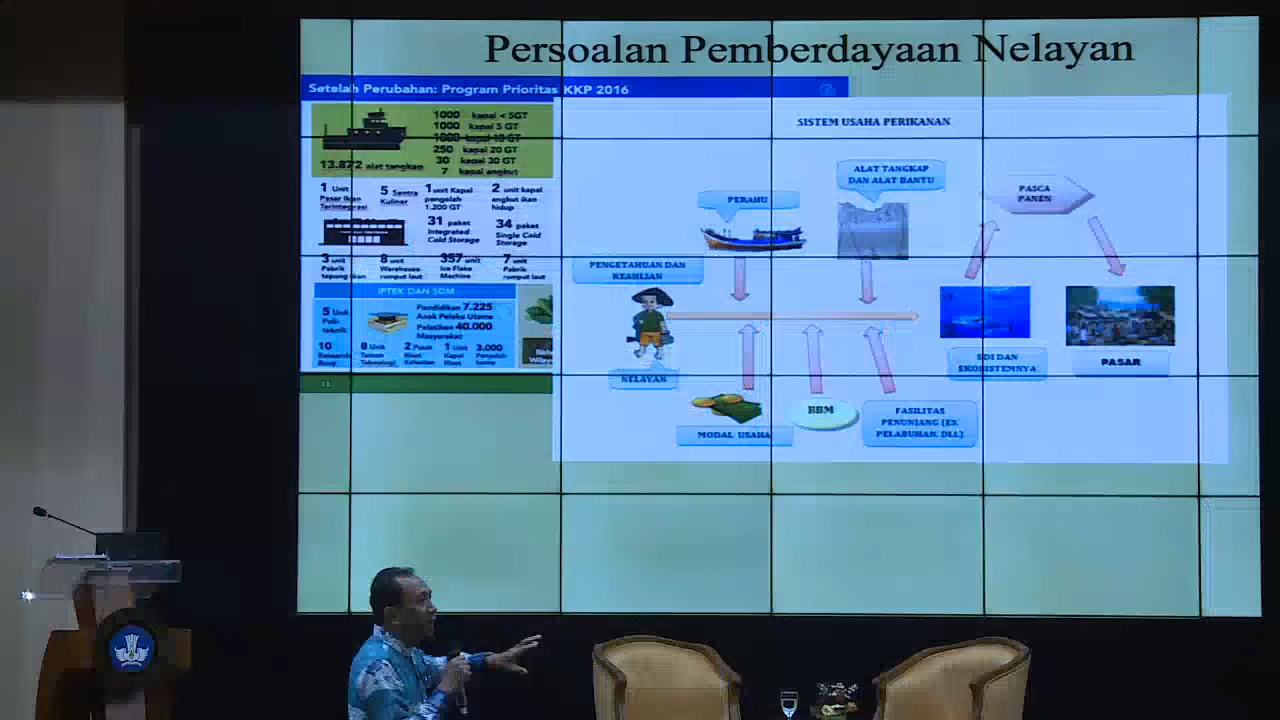 Persoalan Pemberdayaan Nelayan
Setelah Perubahan: Program Prioritas KKP 2016
1000 kapal < 5GT
1000 kapal 5 GT
1000 kapal 10 GT
250 kapal 20 GT
30 kapal 30 GT
7 kapal angkut
13.872 alat tangkap
1 Unit
Pasar Ikan
Terintegrasi
5 Sentra
Kuliner
1 unit Kapal
pengolah
1.200 GT
2 unit kapal
angkut ikan
hidup
31 paket
Integrated
Cold Storage
34 paket
Single Cold
Storage
3 unit
Pabrik
tepung ikan
8 unit
Warehouse
rumput laut
357 unit
Ice Flake
Machine
7 unit
Pabrik
rumput laut
IPTEK DAN SDM
5 Unit
Poli-
teknik
Pendidikan 7.225
Anak Pelaku Utama
Pelatihan 40.000
Masyarakat
10
8 Unit
Taman
Teknologi
2
1 Unit
Kapal
Riset
3.000
SISTEM USAHA PERIKANAN
PERAHU
ALAT TANGKAP
DAN ALAT BANTU
PASCA
PANEN
PENGETAHUAN DAN
KEAHLIAN
NELAYAN
SDI DAN
EKOSISTEMNYA
PASAR
MODAL USAHA
BBM
FASILITAS
PENUNJANG (EX.
PELABUHAN, DLL)